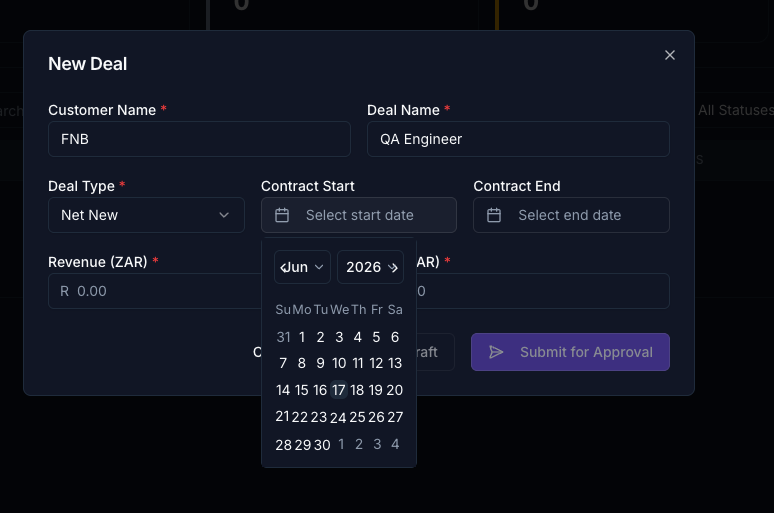 0 0
New Deal
Customer Name * Deal Name *
FNB QA Engineer
arch All Statuses
Deal Type * Contract Start Contract End
Net New Select start date Select end date
Revenue (ZAR) * AR) *
R 0.00 0
Jun 2026
Su Mo Tu We Th Fr Sa
31 1 2 3 4 5 6
7 8 9 10 11 12 13
14 15 16 17 18 19 20
21 22 23 24 25 26 27
28 29 30 1 2 3 4
C raft Submit for Approval